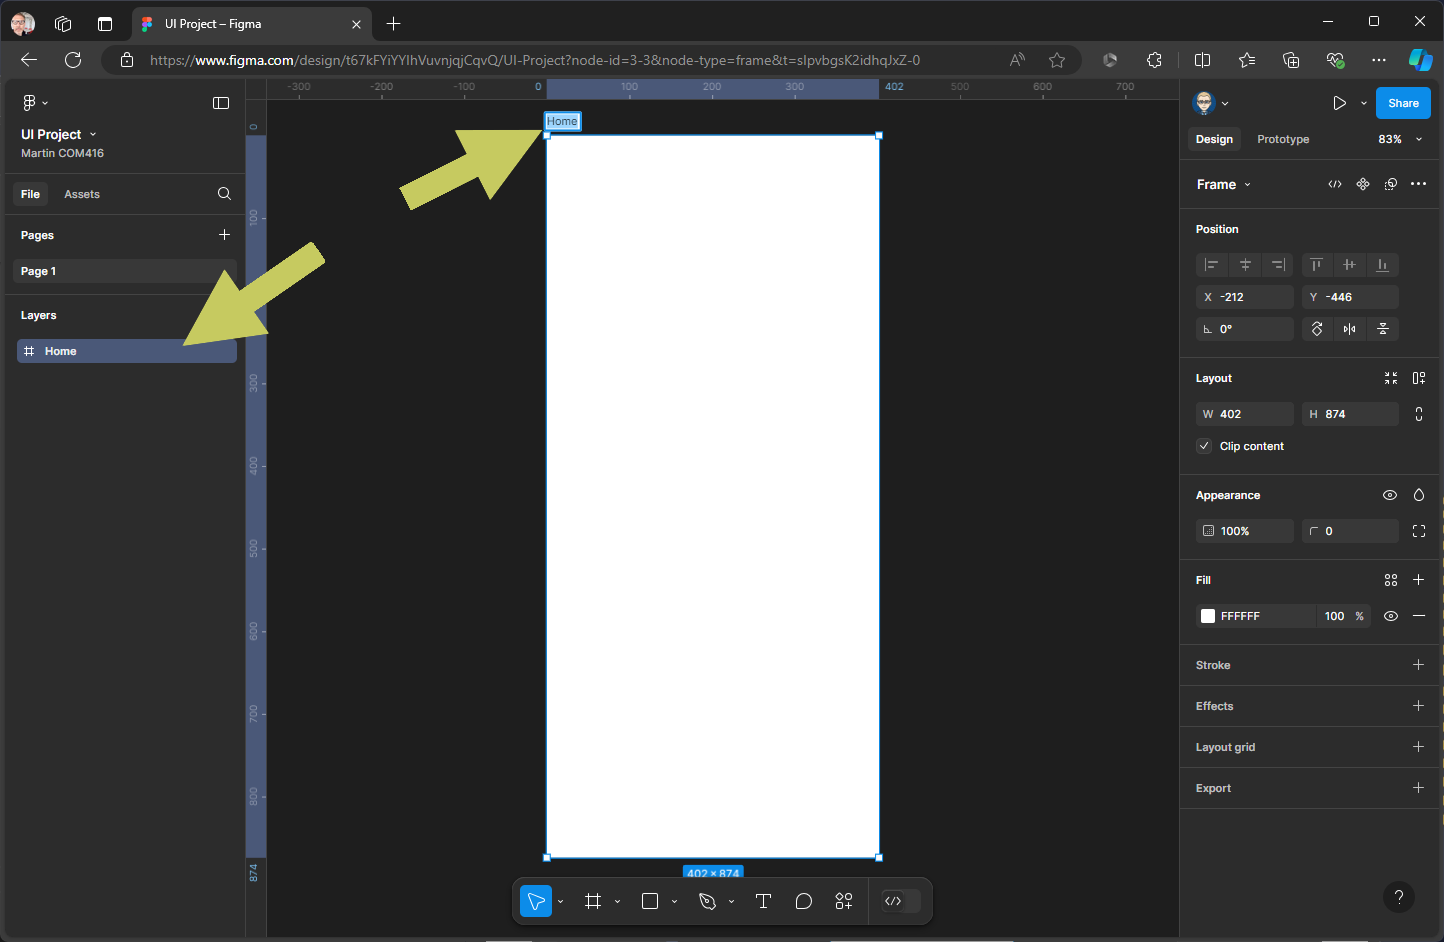 UI Project – Figma
https://www.figma.com/design/t67kFYiYYIhVuvnjqjCqvQ/UI-Project?node-id=3-3&node-type=frame&t=sIpvbgsK2idhqJxZ-0
UI Project
Martin COM416
File
Assets
Pages
Page 1
Layers
Home
-300
-200
-100
0
100
200
300
402
500
600
700
0
100
300
400
500
600
700
800
874
Home
402 × 874
Share
Design
Prototype
83%
Frame
Position
X -212
Y -446
0°
Layout
W 402
H 874
Clip content
Appearance
100%
0
Fill
FFFFFF
100 %
Stroke
Effects
Layout grid
Export
?